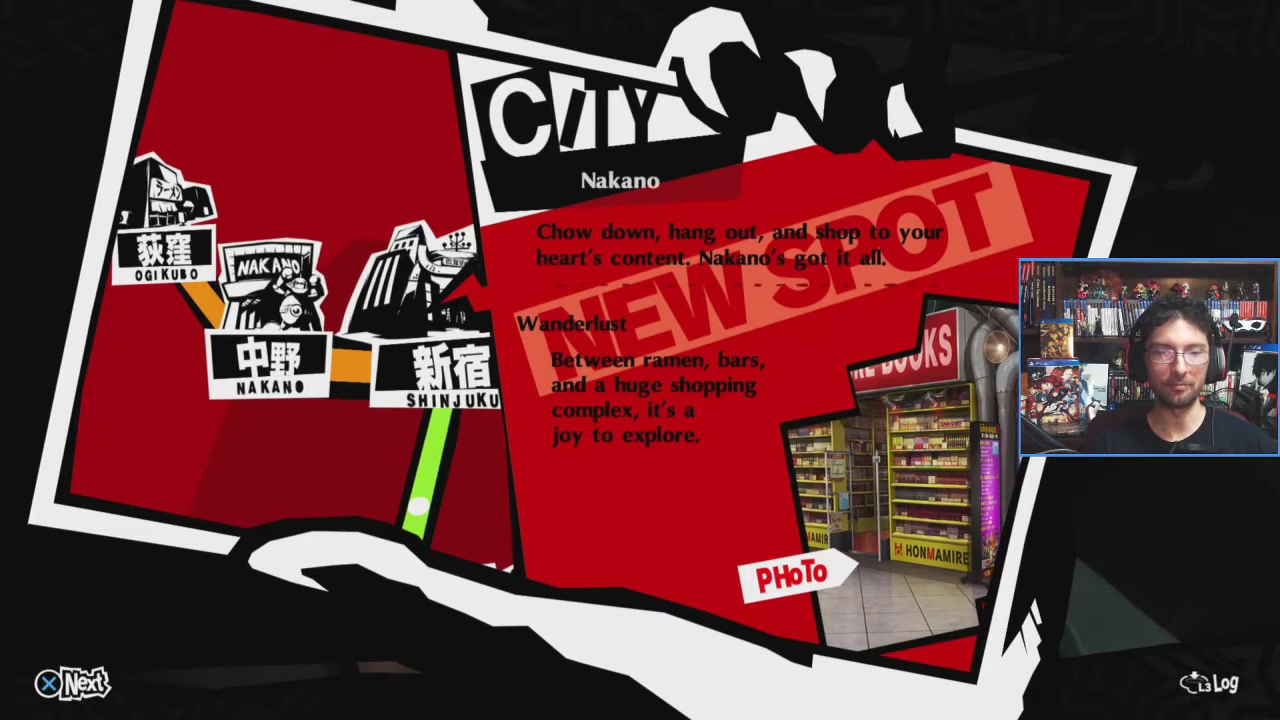 CITY
Nakano
Chow down, hang out, and shop to your
heart's content. Nakano's got it all.
NEW SPOT
Wanderlust
Between ramen, bars,
and a huge shopping
complex, it's a
joy to explore.
荻窪
OGIKUBO
NAKANO
中野
NAKANO
新宿
SHINJUKU
BOOKS
HONMAMIRE
PHoTo
Next
L3 Log